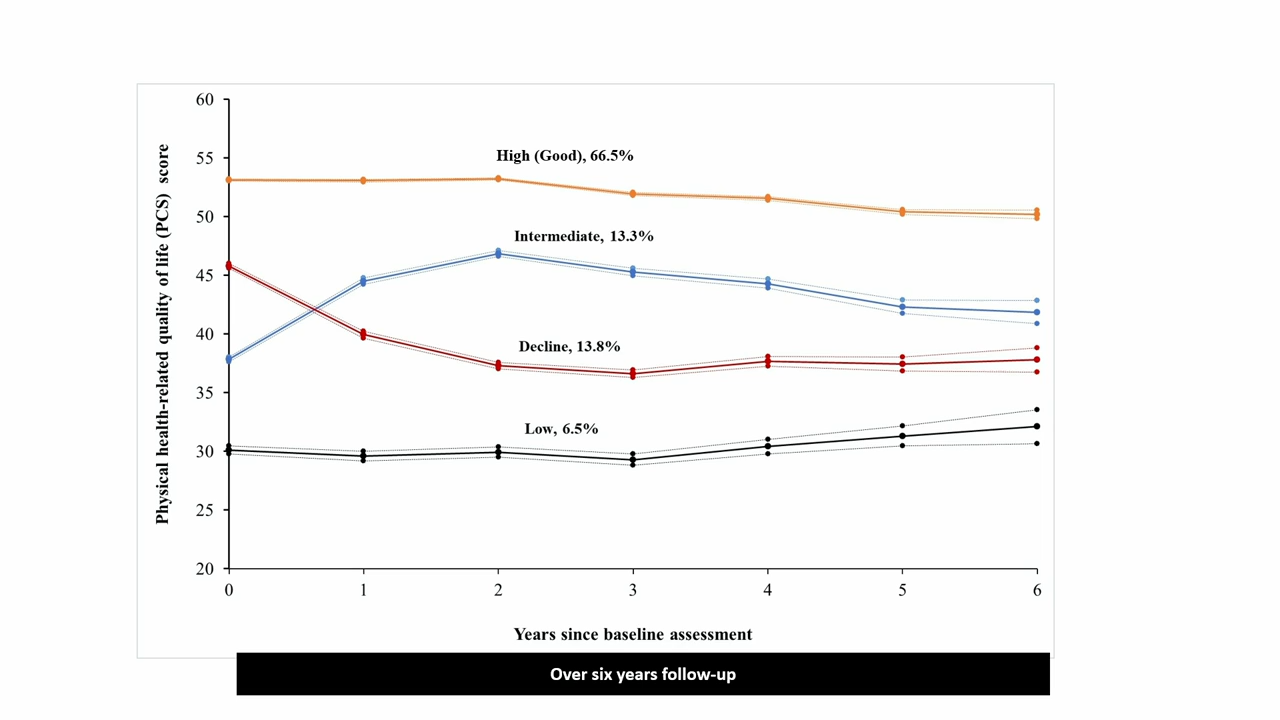 60
High (Good), 66.5%
55
50
Intermediate, 13.3%
45
40
Decline, 13.8%
35
Low, 6.5%
30
25
20
Physical health-related quality of life (PCS) score
0 1 2 3 4 5 6
Years since baseline assessment
Over six years follow-up